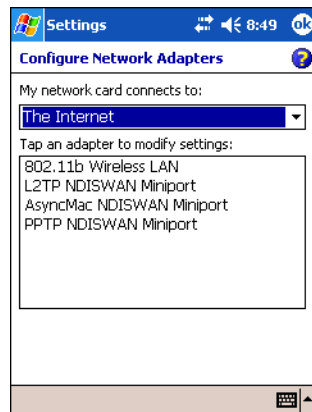 Settings 8:49 ok
Configure Network Adapters ?
My network card connects to:
The Internet
Tap an adapter to modify settings:
802.11b Wireless LAN
L2TP NDISWAN Miniport
AsyncMac NDISWAN Miniport
PPTP NDISWAN Miniport